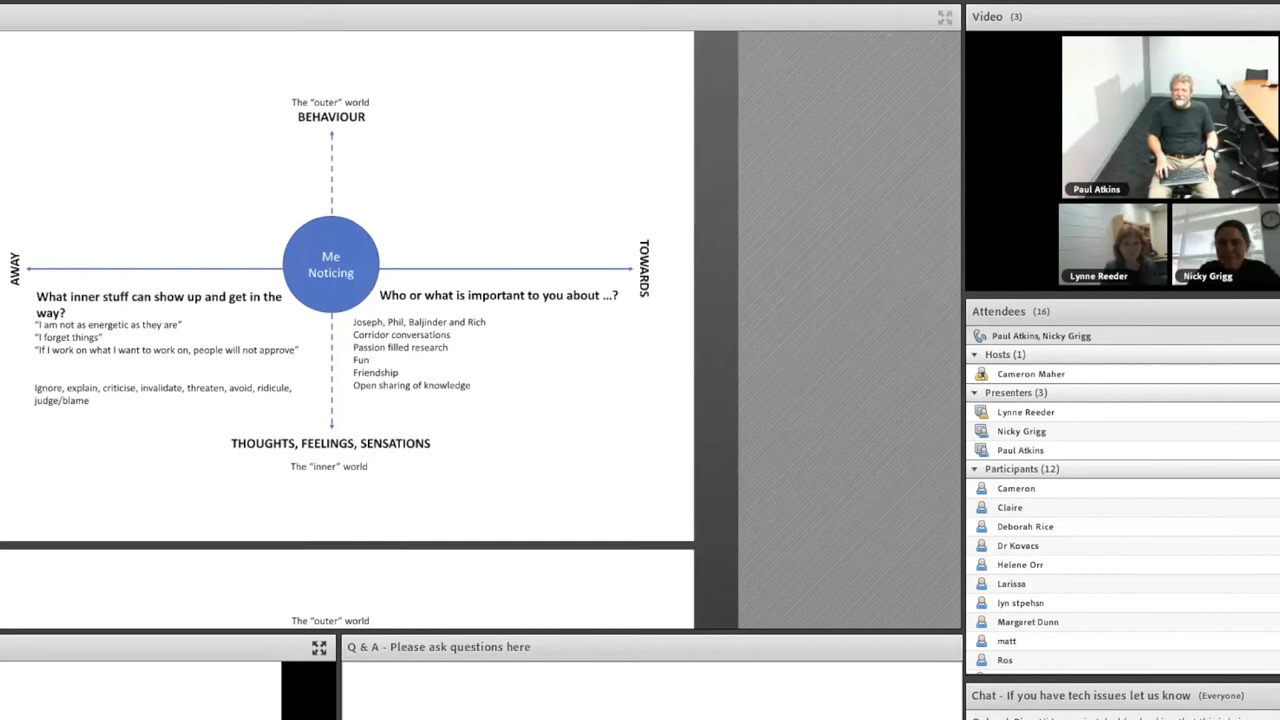 Video (3)
The "outer" world
BEHAVIOUR
Me
Noticing
AWAY
TOWARDS
What inner stuff can show up and get in the
way?
"I am not as energetic as they are"
"I forget things"
"If I work on what I want to work on, people will not approve"
Ignore, explain, criticise, invalidate, threaten, avoid, ridicule,
judge/blame
Who or what is important to you about ...?
Joseph, Phil, Baljinder and Rich
Corridor conversations
Passion filled research
Fun
Friendship
Open sharing of knowledge
THOUGHTS, FEELINGS, SENSATIONS
The "inner" world
The "outer" world
Q & A - Please ask questions here
Paul Atkins
Lynne Reeder
Nicky Grigg
Attendees (16)
Paul Atkins, Nicky Grigg
Hosts (1)
Cameron Maher
Presenters (3)
Lynne Reeder
Nicky Grigg
Paul Atkins
Participants (12)
Cameron
Claire
Deborah Rice
Dr Kovacs
Helene Orr
Larissa
lyn stpehsn
Margaret Dunn
matt
Ros
Chat - If you have tech issues let us know (Everyone)